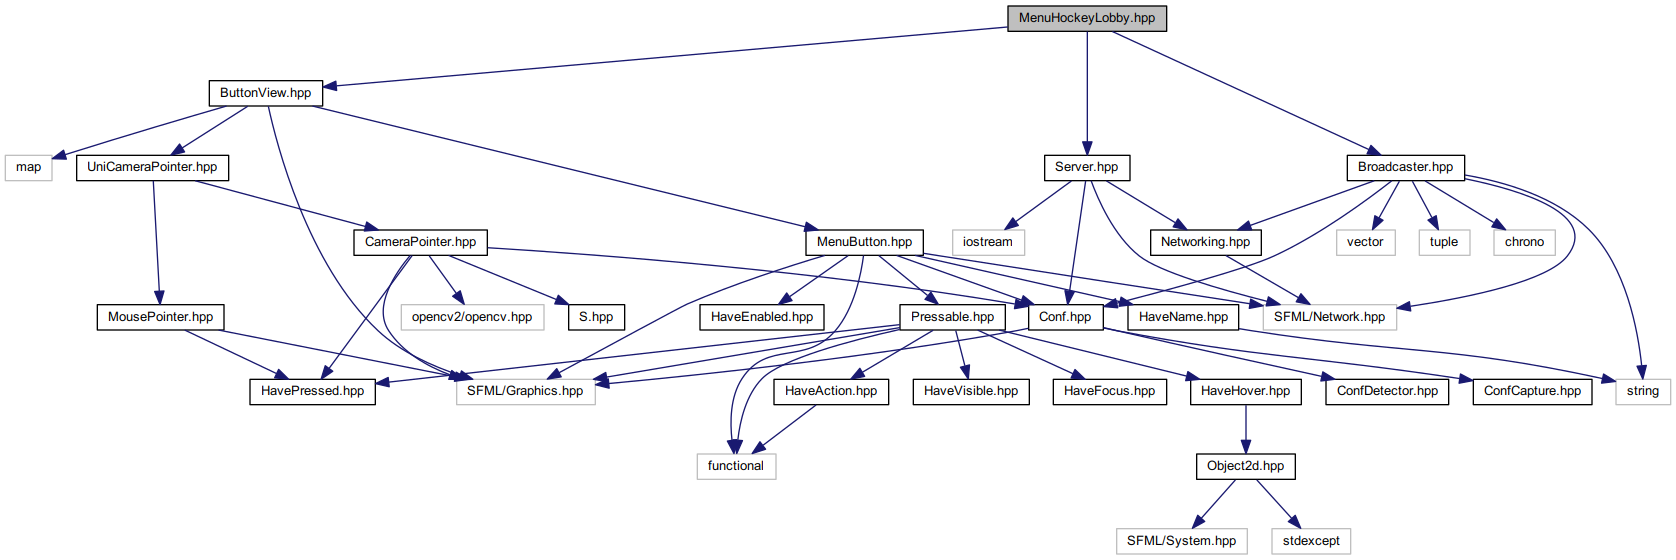 MenuHockeyLobby.hpp
ButtonView.hpp
map
UniCameraPointer.hpp
Server.hpp
Broadcaster.hpp
CameraPointer.hpp
MenuButton.hpp
iostream
Networking.hpp
vector
tuple
chrono
MousePointer.hpp
opencv2/opencv.hpp
S.hpp
HaveEnabled.hpp
Pressable.hpp
Conf.hpp
HaveName.hpp
SFML/Network.hpp
HavePressed.hpp
SFML/Graphics.hpp
HaveAction.hpp
HaveVisible.hpp
HaveFocus.hpp
HaveHover.hpp
ConfDetector.hpp
ConfCapture.hpp
string
functional
Object2d.hpp
SFML/System.hpp
stdexcept